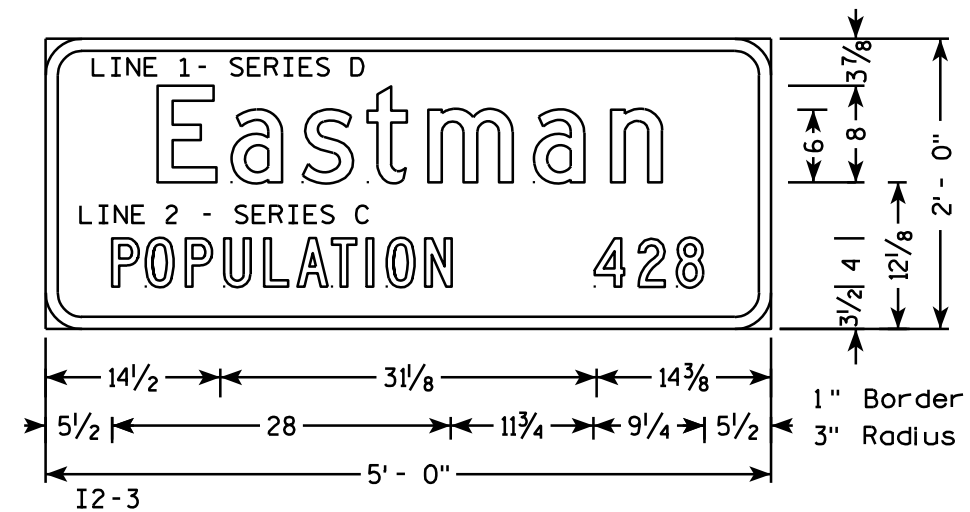 LINE 1- SERIES D
Eastman
LINE 2 - SERIES C
POPULATION 428
3⅞
6
8
2' - 0"
4
12⅛
3½
14½ 31⅛ 14⅜
5½ 28 11¾ 9¼ 5½
1" Border
3" Radius
5' - 0"
I2-3